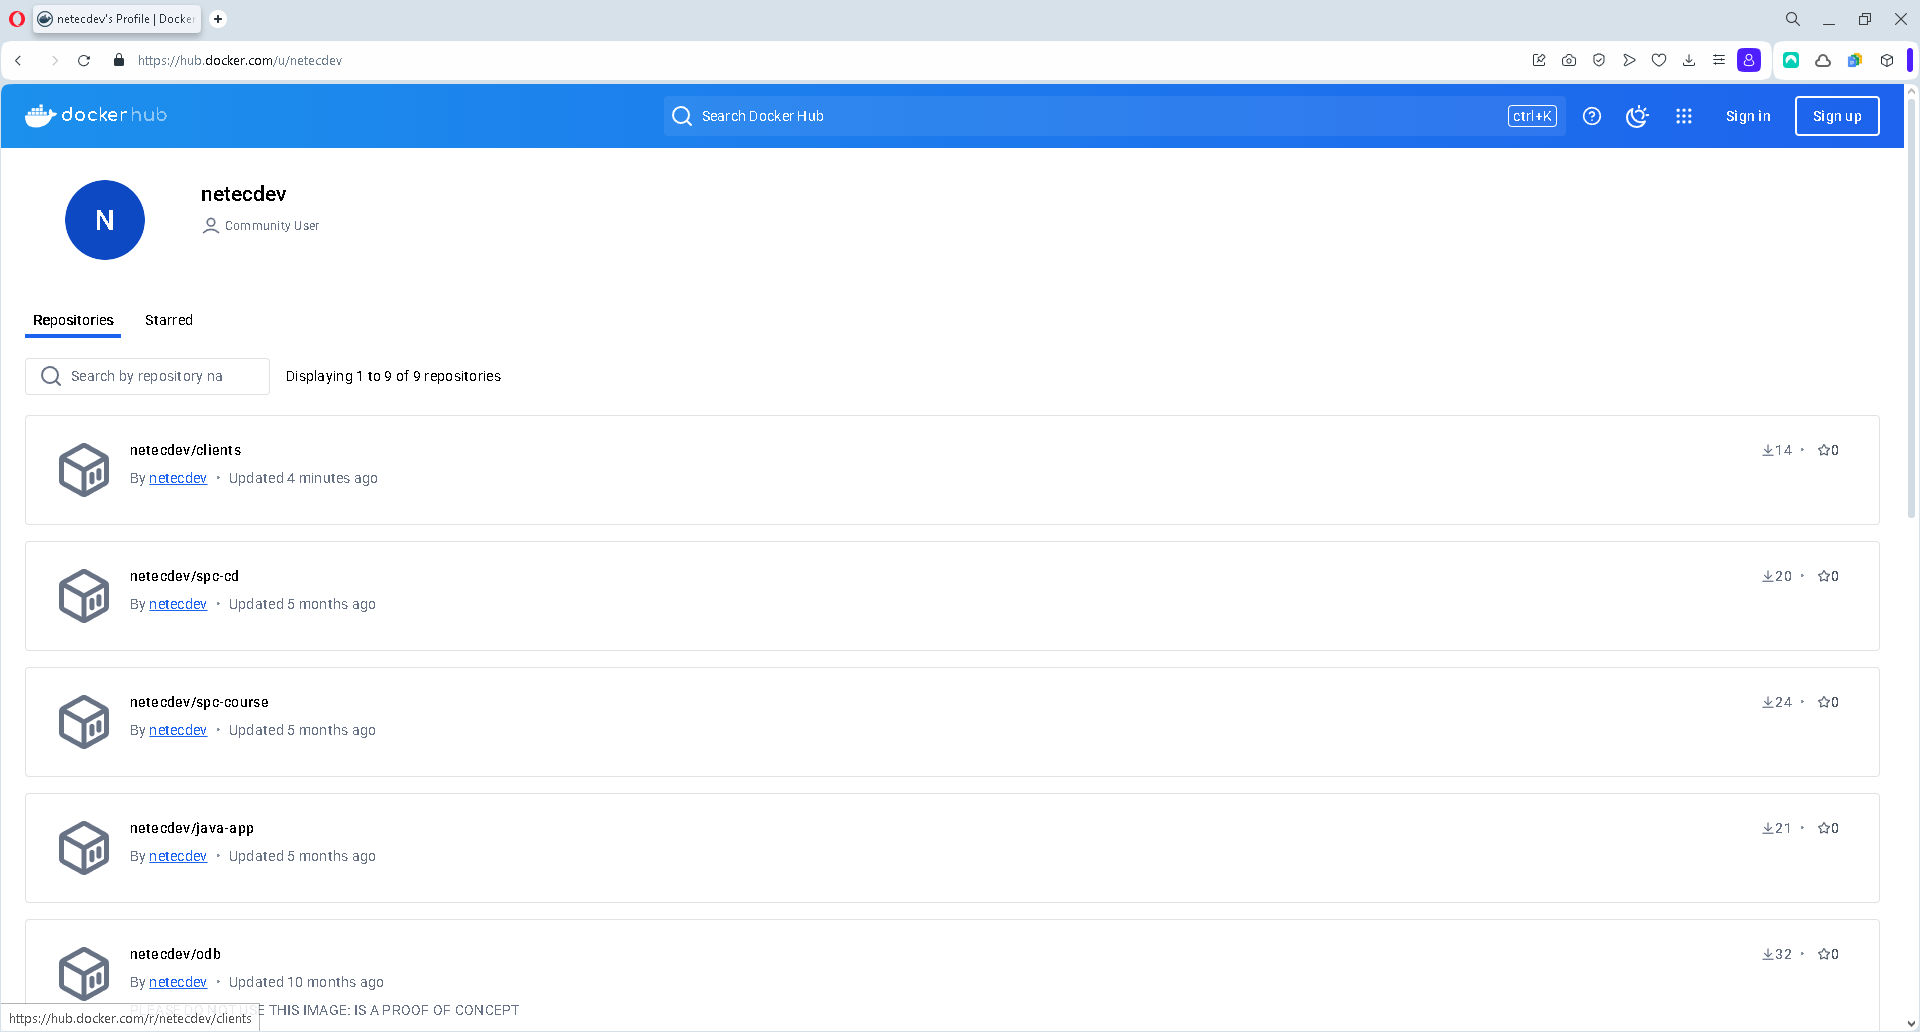 netecdev's Profile | Docker
https://hub.docker.com/u/netecdev
docker hub
Search Docker Hub
ctrl+K
Sign in
Sign up
N
netecdev
Community User
Repositories
Starred
Search by repository na
Displaying 1 to 9 of 9 repositories
netecdev/clients
14 • 0
By netecdev • Updated 4 minutes ago
netecdev/spc-cd
20 • 0
By netecdev • Updated 5 months ago
netecdev/spc-course
24 • 0
By netecdev • Updated 5 months ago
netecdev/java-app
21 • 0
By netecdev • Updated 5 months ago
netecdev/odb
32 • 0
By netecdev • Updated 10 months ago
PLEASE DO NOT USE THIS IMAGE: IS A PROOF OF CONCEPT
https://hub.docker.com/r/netecdev/clients